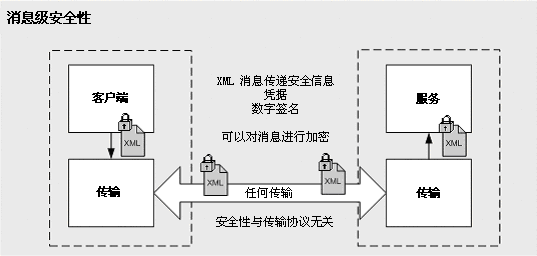 消息级安全性
客户端
XML
传输
XML 消息传递安全信息
凭据
数字签名
可以对消息进行加密
XML
任何传输
XML
安全性与传输协议无关
服务
XML
传输